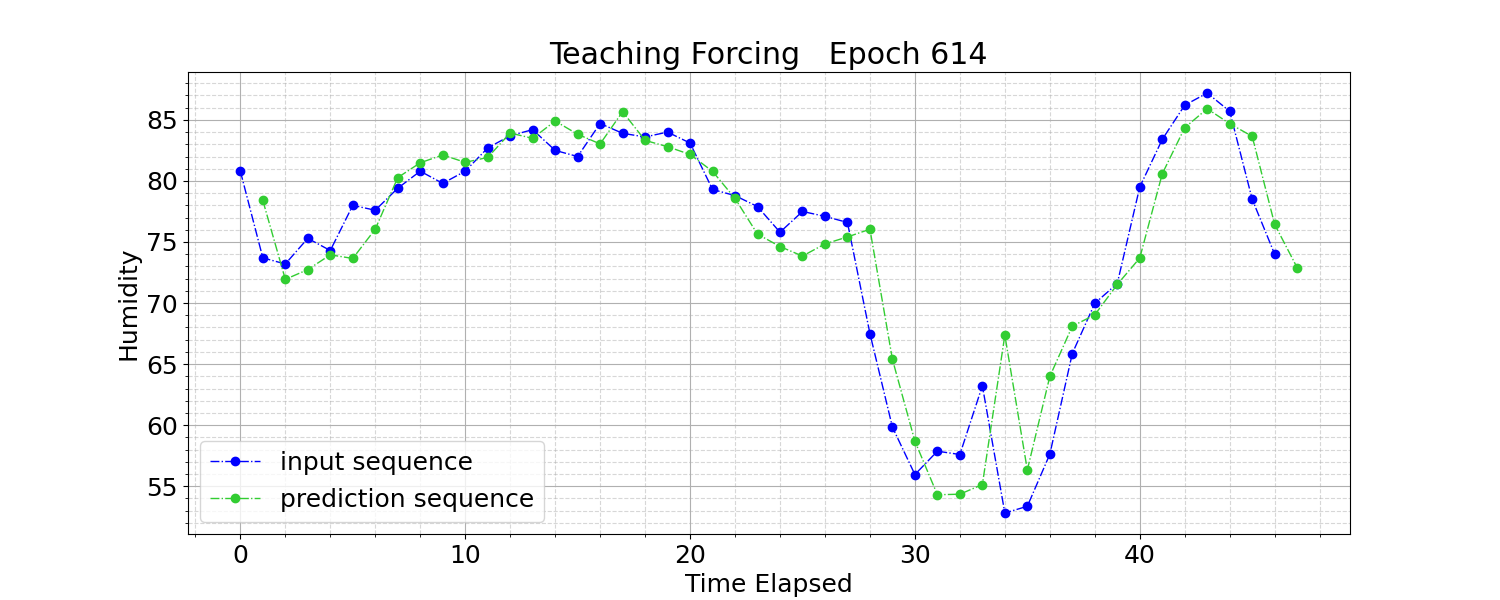 Teaching Forcing   Epoch 614
Humidity
85
80
75
70
65
60
55
input sequence
prediction sequence
0 10 20 30 40
Time Elapsed